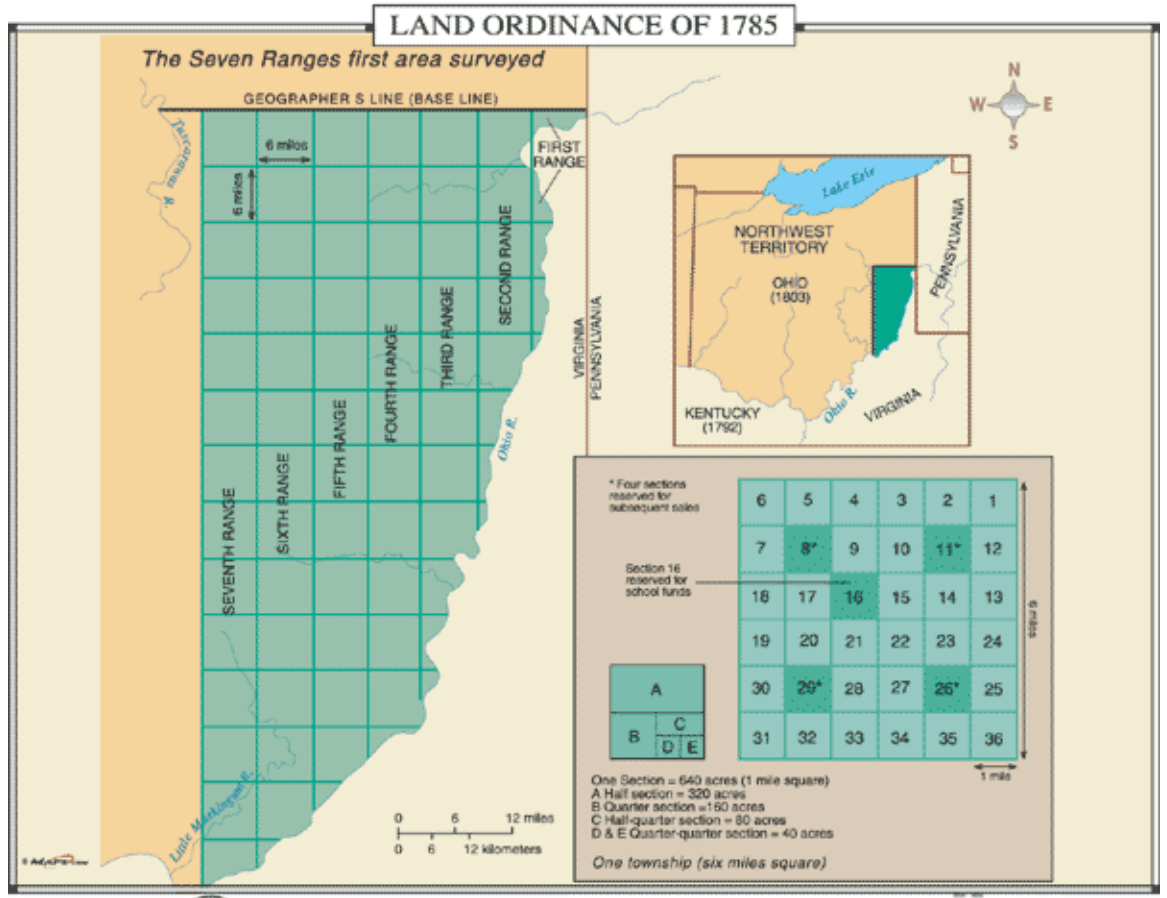 LAND ORDINANCE OF 1785
The Seven Ranges first area surveyed
GEOGRAPHER S LINE (BASE LINE)
Tuscarawas R.
6 miles
6 miles
FIRST
RANGE
SECOND RANGE
THIRD RANGE
FOURTH RANGE
FIFTH RANGE
SIXTH RANGE
SEVENTH RANGE
Ohio R.
VIRGINIA
PENNSYLVANIA
Little Muskingum R.
0 6 12 miles
0 6 12 kilometers
MAPS.com
N
W E
S
Lake Erie
NORTHWEST
TERRITORY
OHIO
(1803)
PENNSYLVANIA
KENTUCKY
(1792)
Ohio R.
VIRGINIA
* Four sections
reserved for
subsequent sales
Section 16
reserved for
school funds
6 5 4 3 2 1
7 8* 9 10 11* 12
18 17 16 15 14 13
19 20 21 22 23 24
30 29* 28 27 26* 25
31 32 33 34 35 36
6 miles
1 mile
A
B C
D E
One Section = 640 acres (1 mile square)
A Half section = 320 acres
B Quarter section =160 acres
C Half-quarter section = 80 acres
D & E Quarter-quarter section = 40 acres
One township (six miles square)